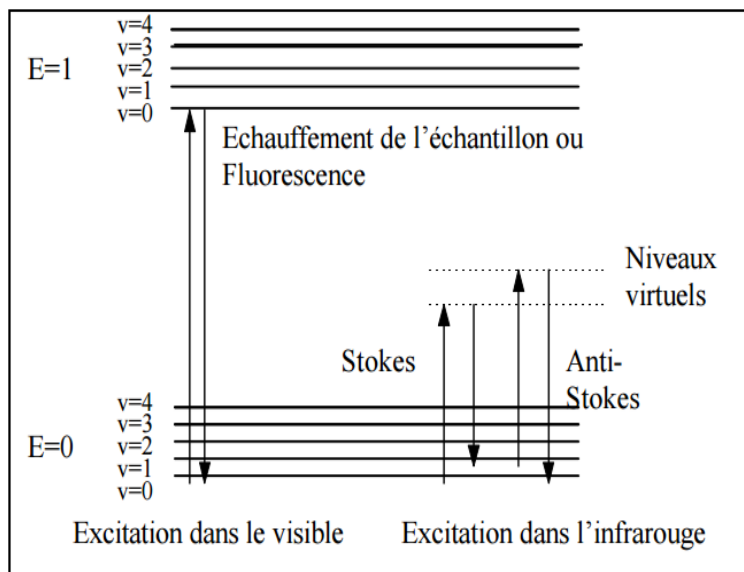 v=4
v=3
E=1
v=2
v=1
v=0
Echauffement de l'échantillon ou
Fluorescence
Niveaux
virtuels
Stokes
Anti-
Stokes
v=4
v=3
E=0
v=2
v=1
v=0
Excitation dans le visible
Excitation dans l'infrarouge